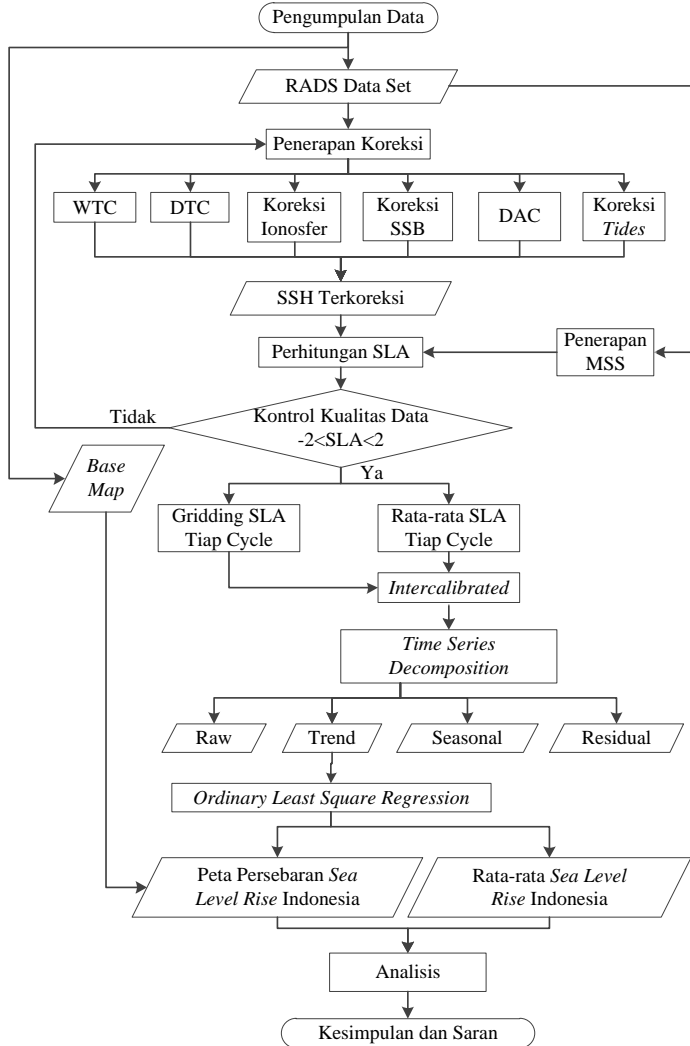 Pengumpulan Data
RADS Data Set
Penerapan Koreksi
WTC
DTC
Koreksi
Ionosfer
Koreksi
SSB
DAC
Koreksi
Tides
SSH Terkoreksi
Perhitungan SLA
Penerapan
MSS
Tidak
Kontrol Kualitas Data
-2<SLA<2
Ya
Base
Map
Gridding SLA
Tiap Cycle
Rata-rata SLA
Tiap Cycle
Intercalibrated
Time Series
Decomposition
Raw
Trend
Seasonal
Residual
Ordinary Least Square Regression
Peta Persebaran Sea
Level Rise Indonesia
Rata-rata Sea Level
Rise Indonesia
Analisis
Kesimpulan dan Saran